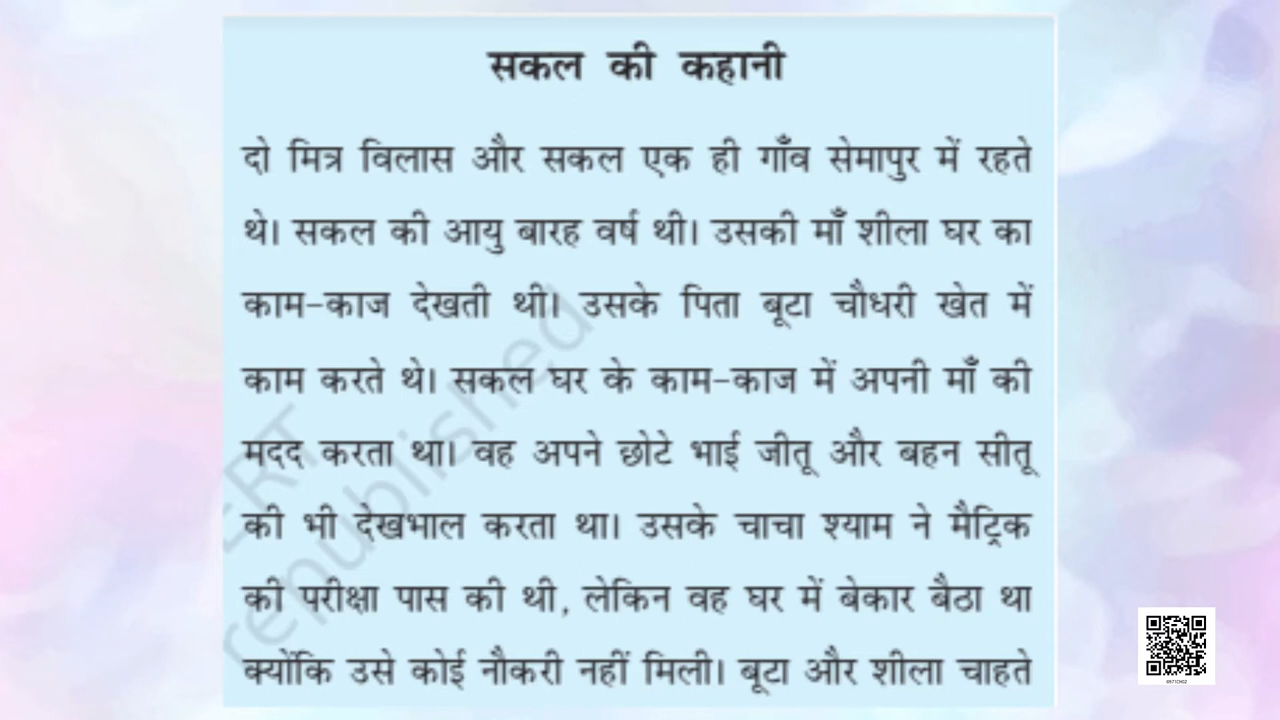 सकल की कहानी
दो मित्र विलास और सकल एक ही गाँव सेमापुर में रहते
थे। सकल की आयु बारह वर्ष थी। उसकी माँ शीला घर का
काम-काज देखती थी। उसके पिता बूटा चौधरी खेत में
काम करते थे। सकल घर के काम-काज में अपनी माँ की
मदद करता था। वह अपने छोटे भाई जीतू और बहन सीतू
की भी देखभाल करता था। उसके चाचा श्याम ने मैट्रिक
की परीक्षा पास की थी, लेकिन वह घर में बेकार बैठा था
क्योंकि उसे कोई नौकरी नहीं मिली। बूटा और शीला चाहते